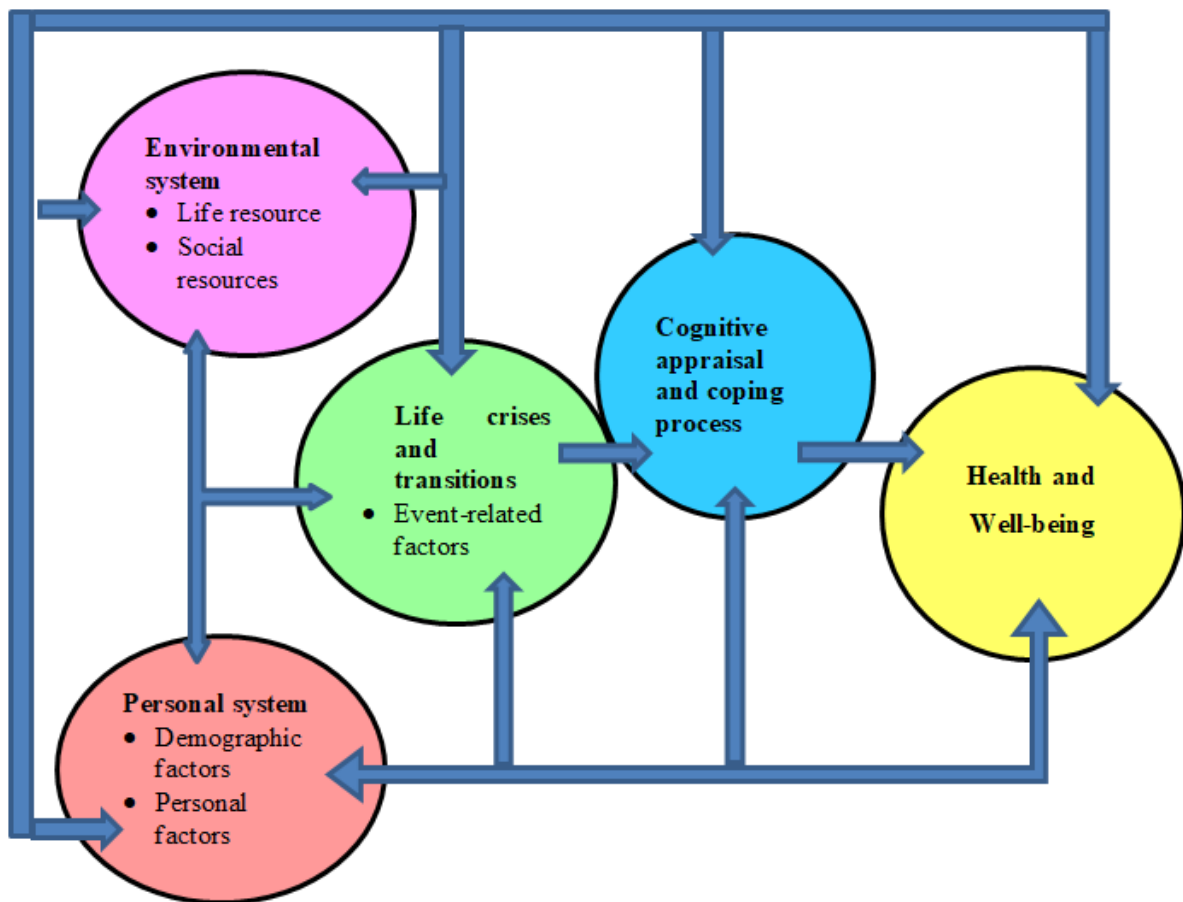 Environmental
system
• Life resource
• Social
resources
Life crises
and
transitions
• Event-related
factors
Cognitive
appraisal
and coping
process
Health and
Well-being
Personal system
• Demographic
factors
• Personal
factors